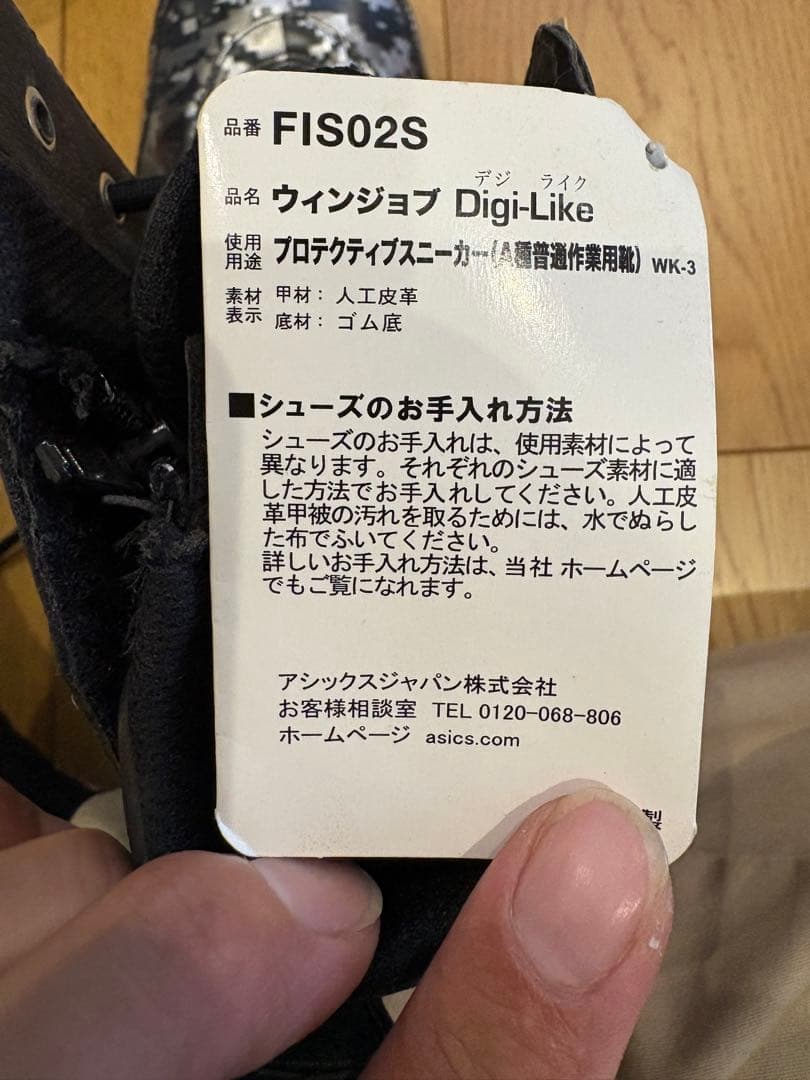 品番 FIS02S
デジ ライク
品名 ウィンジョブ Digi-Like
使用用途 プロテクティブスニーカー(A種普通作業用靴) WK-3
素材表示 甲材: 人工皮革
底材: ゴム底
■シューズのお手入れ方法
シューズのお手入れは、使用素材によって
異なります。それぞれのシューズ素材に適
した方法でお手入れしてください。人工皮
革甲被の汚れを取るためには、水でぬらし
た布でふいてください。
詳しいお手入れ方法は、当社 ホームページ
でもご覧になれます。
アシックスジャパン株式会社
お客様相談室 TEL 0120-068-806
ホームページ asics.com
製